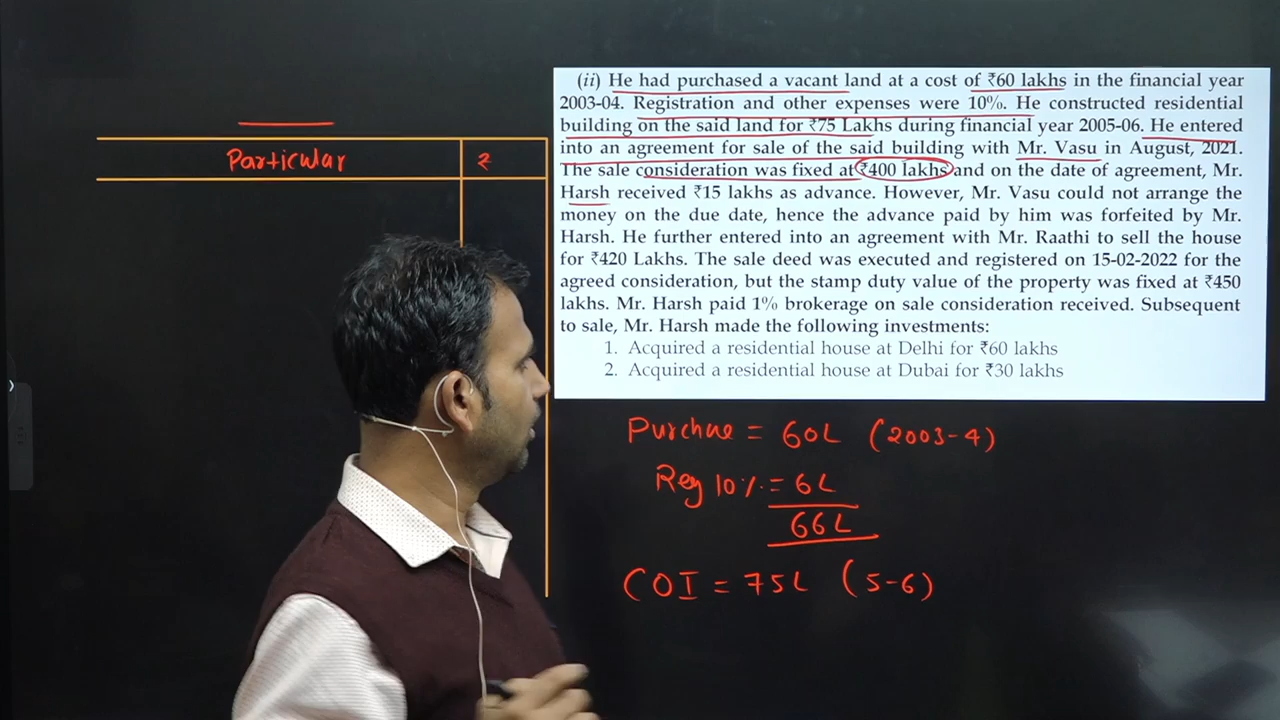 Particular ₹
(ii) He had purchased a vacant land at a cost of ₹60 lakhs in the financial year
2003-04. Registration and other expenses were 10%. He constructed residential
building on the said land for ₹75 Lakhs during financial year 2005-06. He entered
into an agreement for sale of the said building with Mr. Vasu in August, 2021.
The sale consideration was fixed at ₹400 lakhs and on the date of agreement, Mr.
Harsh received ₹15 lakhs as advance. However, Mr. Vasu could not arrange the
money on the due date, hence the advance paid by him was forfeited by Mr.
Harsh. He further entered into an agreement with Mr. Raathi to sell the house
for ₹420 Lakhs. The sale deed was executed and registered on 15-02-2022 for the
agreed consideration, but the stamp duty value of the property was fixed at ₹450
lakhs. Mr. Harsh paid 1% brokerage on sale consideration received. Subsequent
to sale, Mr. Harsh made the following investments:
1. Acquired a residential house at Delhi for ₹60 lakhs
2. Acquired a residential house at Dubai for ₹30 lakhs
Purchae = 60L (2003-4)
Reg 10% = 6L
66L
COI = 75L (5-6)